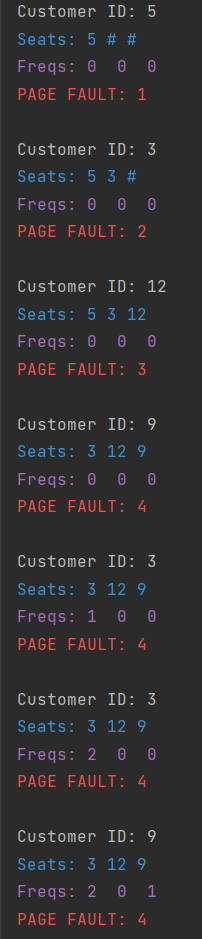 Customer ID: 5
Seats: 5 # #
Freqs: 0  0  0
PAGE FAULT: 1
Customer ID: 3
Seats: 5 3 #
Freqs: 0  0  0
PAGE FAULT: 2
Customer ID: 12
Seats: 5 3 12
Freqs: 0  0  0
PAGE FAULT: 3
Customer ID: 9
Seats: 3 12 9
Freqs: 0  0  0
PAGE FAULT: 4
Customer ID: 3
Seats: 3 12 9
Freqs: 1  0  0
PAGE FAULT: 4
Customer ID: 3
Seats: 3 12 9
Freqs: 2  0  0
PAGE FAULT: 4
Customer ID: 9
Seats: 3 12 9
Freqs: 2  0  1
PAGE FAULT: 4